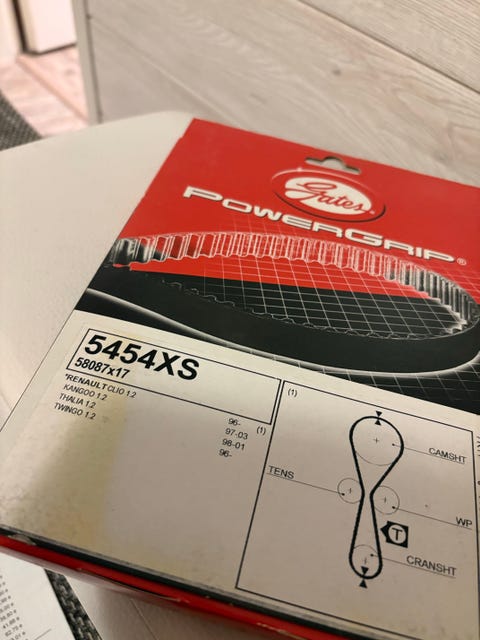 Gates
POWERGRIP®
5454XS
58087x17
*RENAULT CLIO 1.2 96-
KANGOO 1.2 97-03 (1)
THALIA 1.2 98-01
TWINGO 1.2 96-
(1)
CAMSHT
TENS
WP
T
CRANSHT